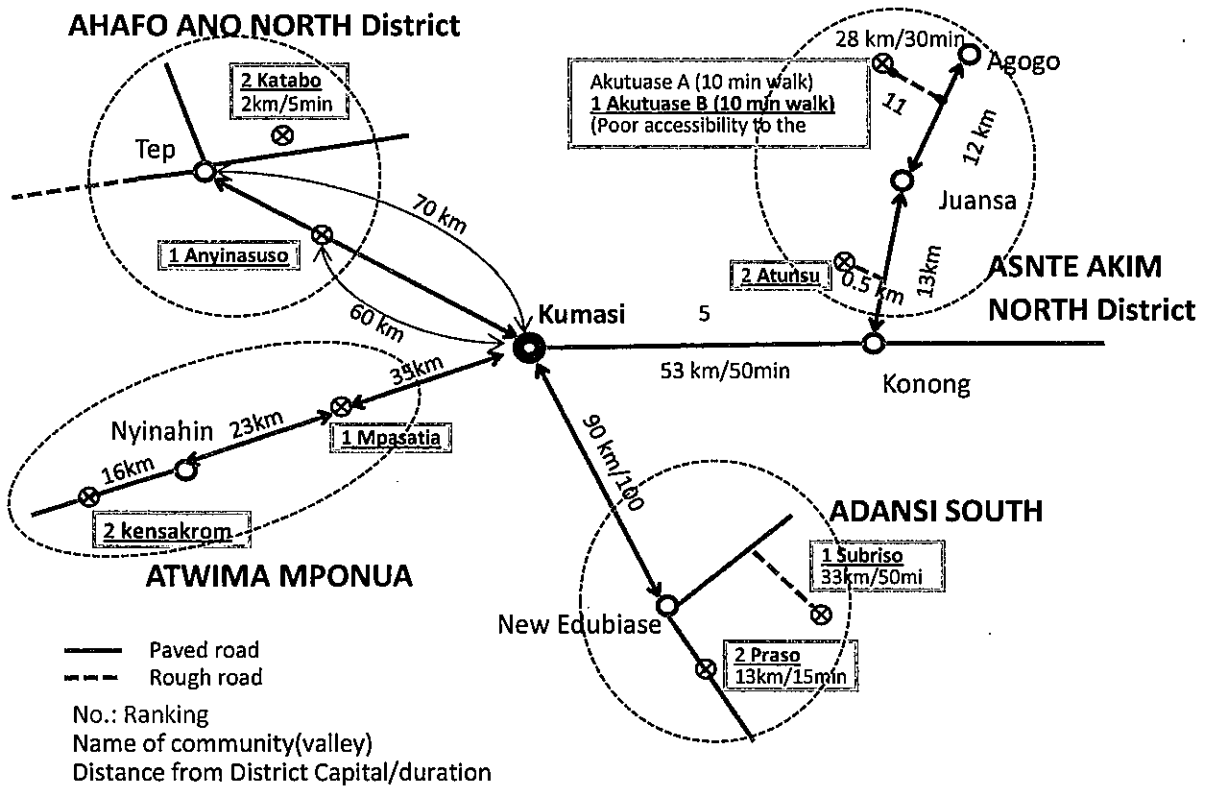 AHAFO ANO NORTH District
2 Katabo
2km/5min
Tep
1 Anyinasuso
70 km
60 km
28 km/30min
Agogo
Akutuase A (10 min walk)
1 Akutuase B (10 min walk)
(Poor accessibility to the
11
12 km
Juansa
2 Atunsu
0.5 km
13km
ASNTE AKIM
NORTH District
Kumasi
5
53 km/50min
Konong
35km
Nyinahin
23km
1 Mpasatia
16km
2 kensakrom
ATWIMA MPONUA
90 km/100
ADANSI SOUTH
1 Subriso
33km/50mi
New Edubiase
2 Praso
13km/15min
Paved road
Rough road
No.: Ranking
Name of community(valley)
Distance from District Capital/duration